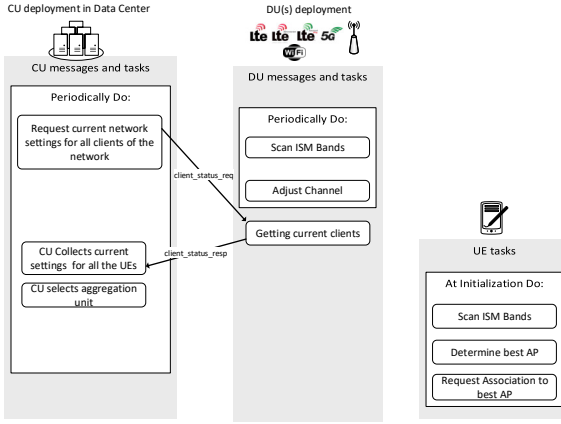 CU deployment in Data Center
CU messages and tasks
Periodically Do:
Request current network
settings for all clients of the
network
CU Collects current
settings for all the UEs
CU selects aggregation
unit
client_status_req
client_status_resp
DU(s) deployment
lte lte lte 5G
WiFi
DU messages and tasks
Periodically Do:
Scan ISM Bands
Adjust Channel
Getting current clients
UE tasks
At Initialization Do:
Scan ISM Bands
Determine best AP
Request Association to
best AP